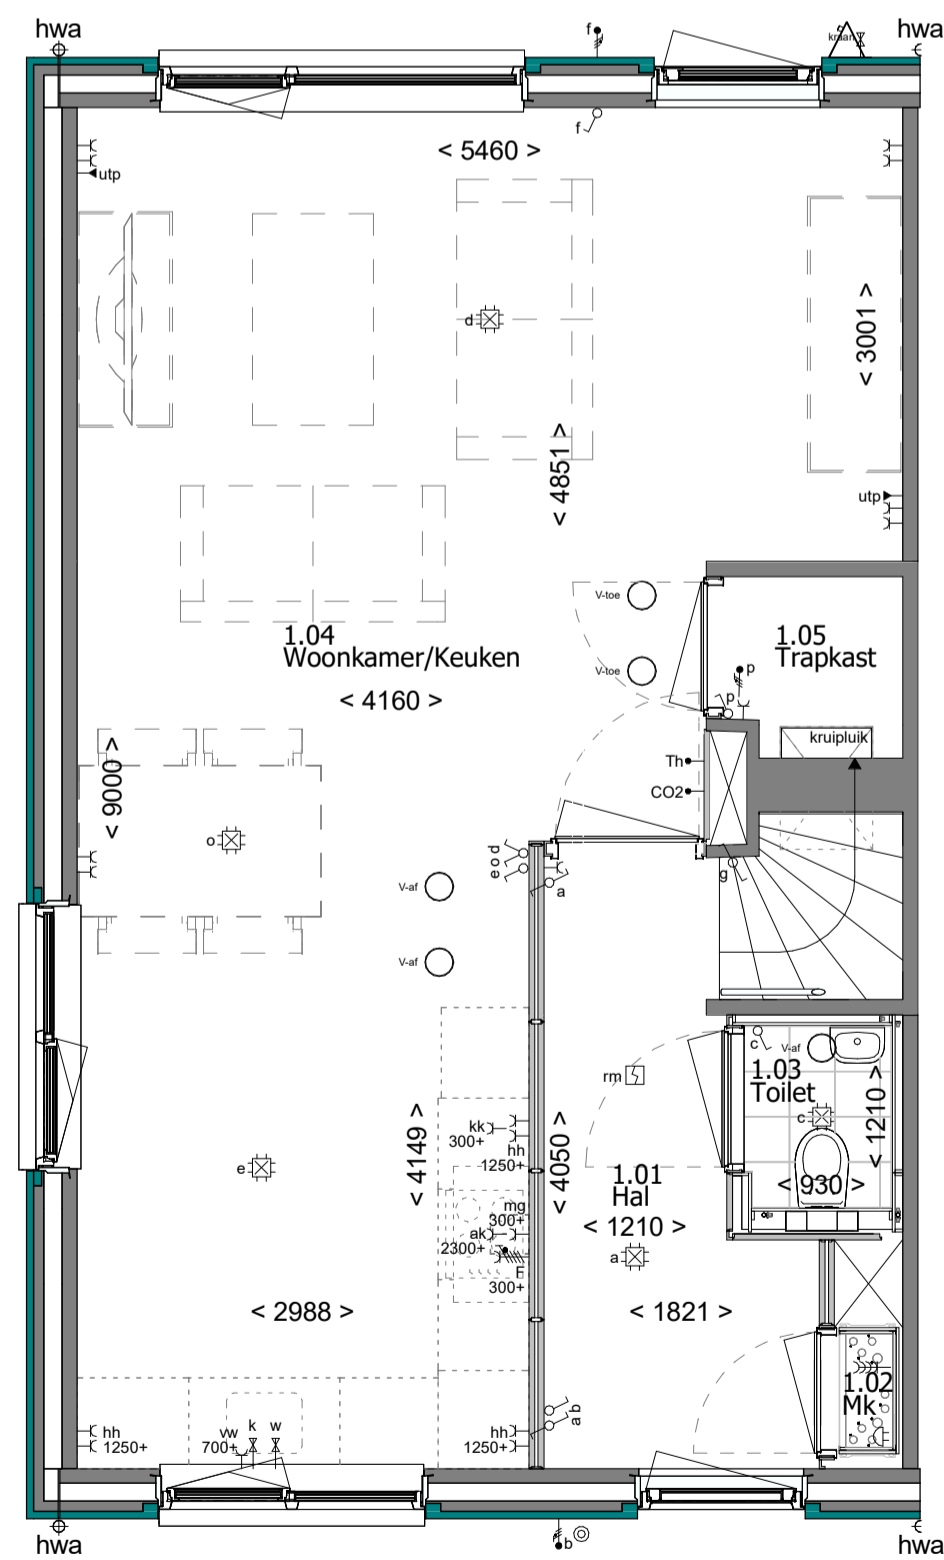 hwa
f
kraan
hwa
f
< 5460 >
utp
d
< 3001 >
< 4851 >
utp
V-toe
1.04
Woonkamer/Keuken
1.05
Trapkast
V-toe
p
p
< 4160 >
kruipluik
Th
CO2
< 9000 >
o
e o d
a
g
V-af
V-af
c
V-af
1.03
Toilet
rm
< 1210 >
c
kk
300+
hh
1250+
< 4149 >
< 4050 >
e
1.01
Hal
< 930 >
mg
300+
< 1210 >
ak
2300+
F
300+
a
< 2988 >
< 1821 >
1.02
Mk
a b
hh
1250+
vw
700+
k
w
hh
1250+
hwa
b
hwa